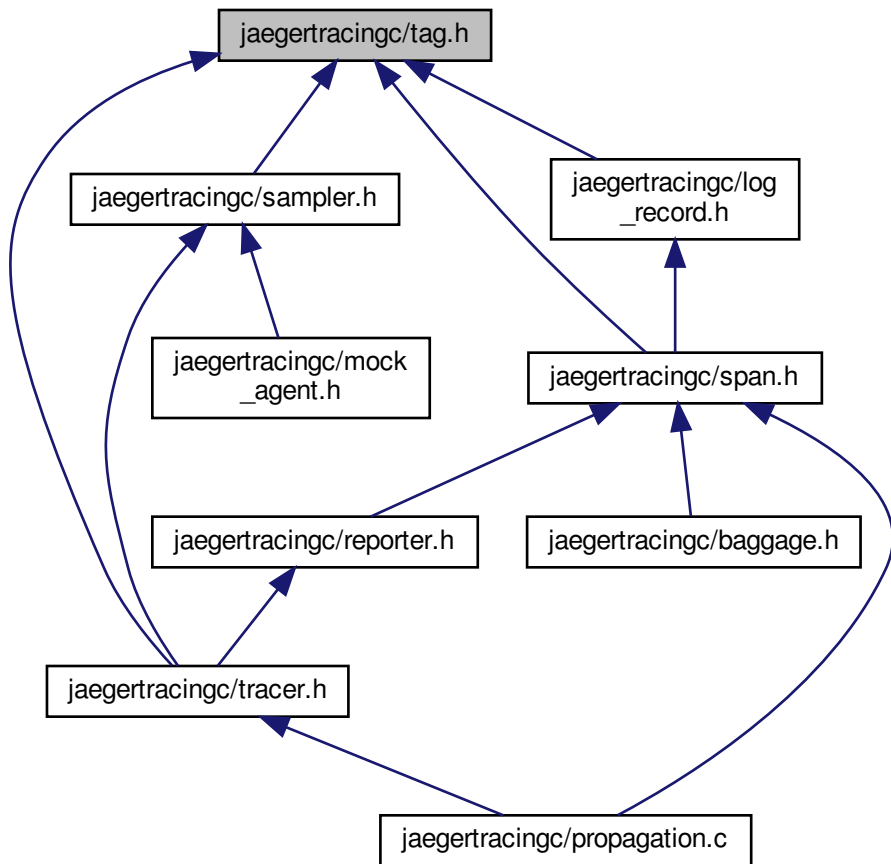 jaegertracingc/tag.h
jaegertracingc/sampler.h
jaegertracingc/log
_record.h
jaegertracingc/mock
_agent.h
jaegertracingc/span.h
jaegertracingc/reporter.h
jaegertracingc/baggage.h
jaegertracingc/tracer.h
jaegertracingc/propagation.c